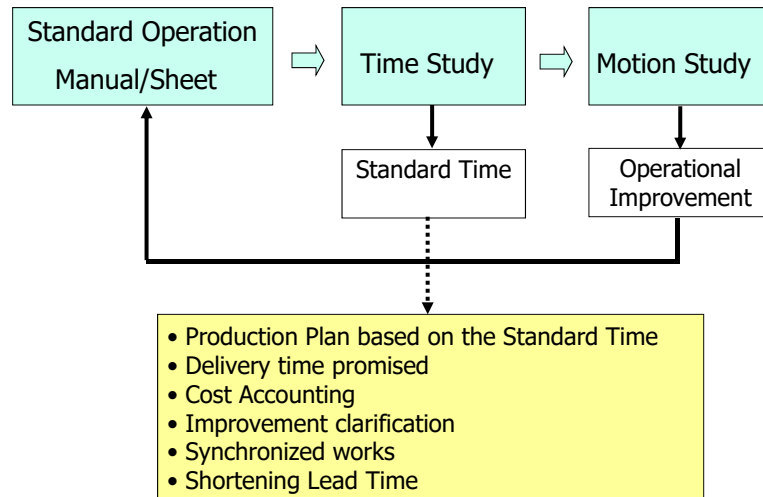 Standard Operation
Manual/Sheet
Time Study
Motion Study
Standard Time
Operational
Improvement
• Production Plan based on the Standard Time
• Delivery time promised
• Cost Accounting
• Improvement clarification
• Synchronized works
• Shortening Lead Time